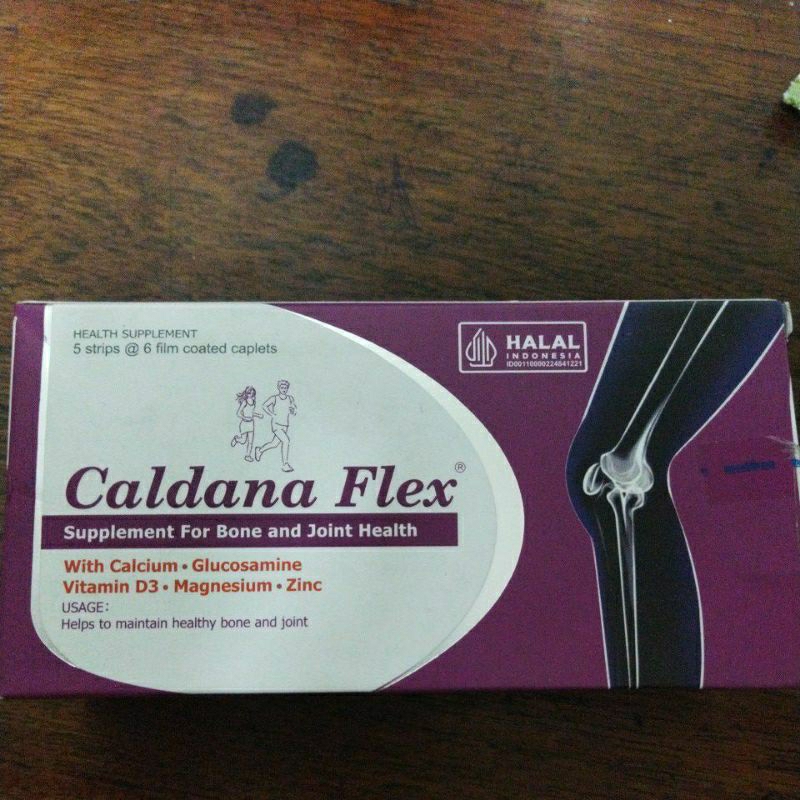 HEALTH SUPPLEMENT
5 strips @ 6 film coated caplets
HALAL
INDONESIA
ID00110000224841221
Caldana Flex®
Supplement For Bone and Joint Health
With Calcium • Glucosamine
Vitamin D3 • Magnesium • Zinc
USAGE:
Helps to maintain healthy bone and joint